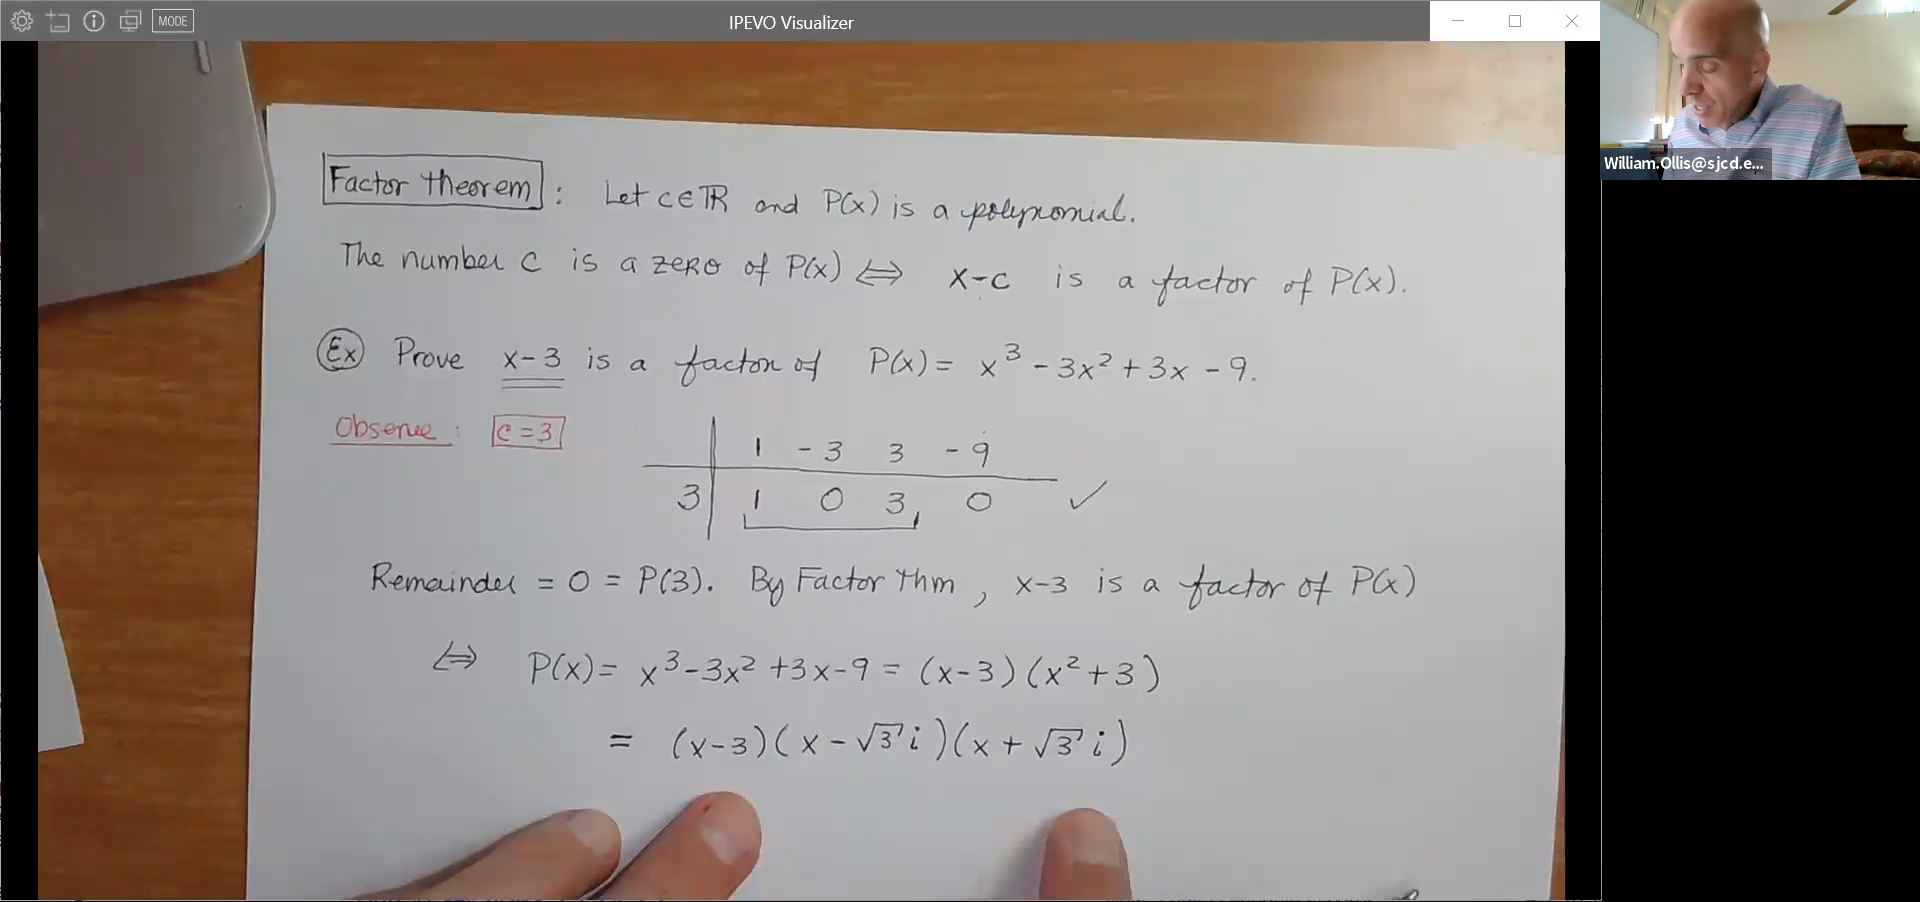 MODE
IPEVO Visualizer
William.Ollis@sjcd.e...
Factor theorem : Let c∈ℝ and P(x) is a polynomial.
The number c is a zero of P(x) ⟺ x-c is a factor of P(x).
Ex Prove x-3 is a factor of P(x) = x³ - 3x² + 3x - 9.
Observe : c=3
1 -3 3 -9
3 1 0 3 0 ✓
Remainder = 0 = P(3). By Factor thm, x-3 is a factor of P(x)
⟺ P(x) = x³-3x²+3x-9 = (x-3)(x²+3)
= (x-3)(x-√3 i)(x+√3 i)